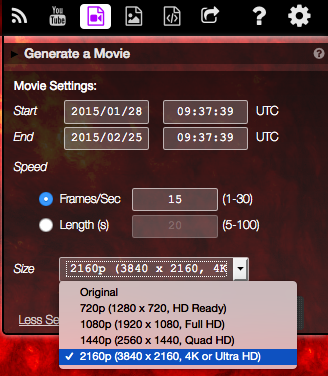 You
Tube
?
Generate a Movie
?
Movie Settings:
Start 2015/01/28 09:37:39 UTC
End 2015/02/25 09:37:39 UTC
Speed
Frames/Sec 15 (1-30)
Length (s) 20 (5-100)
Size 2160p (3840 x 2160, 4K
Original
720p (1280 x 720, HD Ready)
1080p (1920 x 1080, Full HD)
1440p (2560 x 1440, Quad HD)
✓ 2160p (3840 x 2160, 4K or Ultra HD)
Less Se